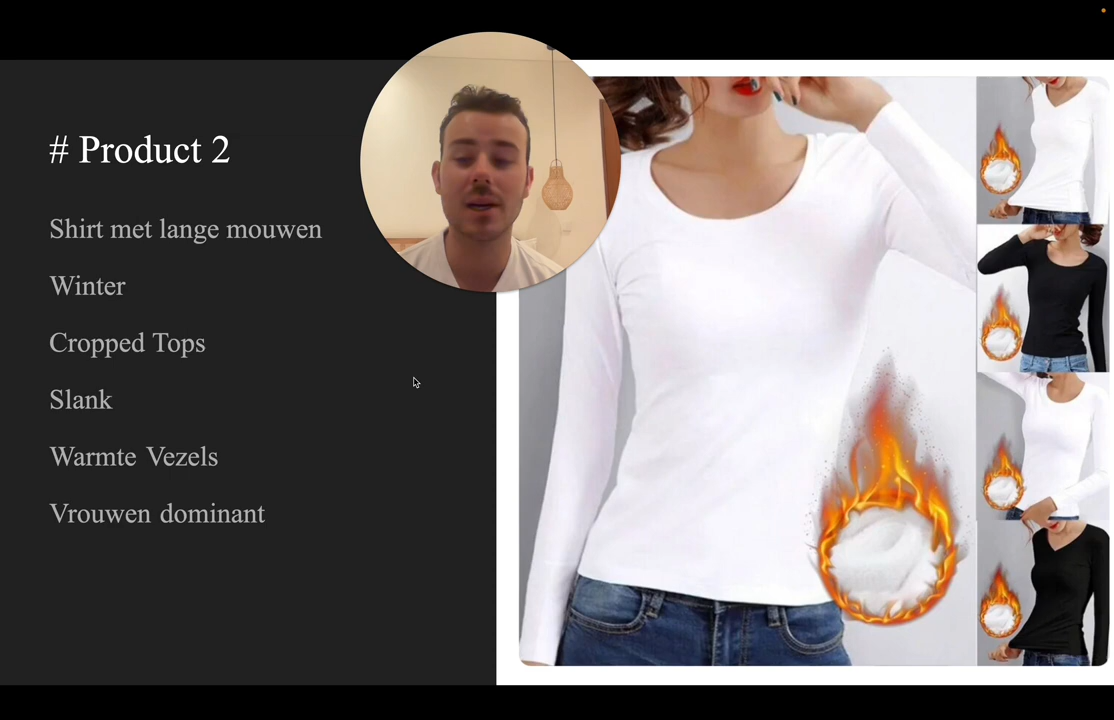 # Product 2
Shirt met lange mouwen
Winter
Cropped Tops
Slank
Warmte Vezels
Vrouwen dominant